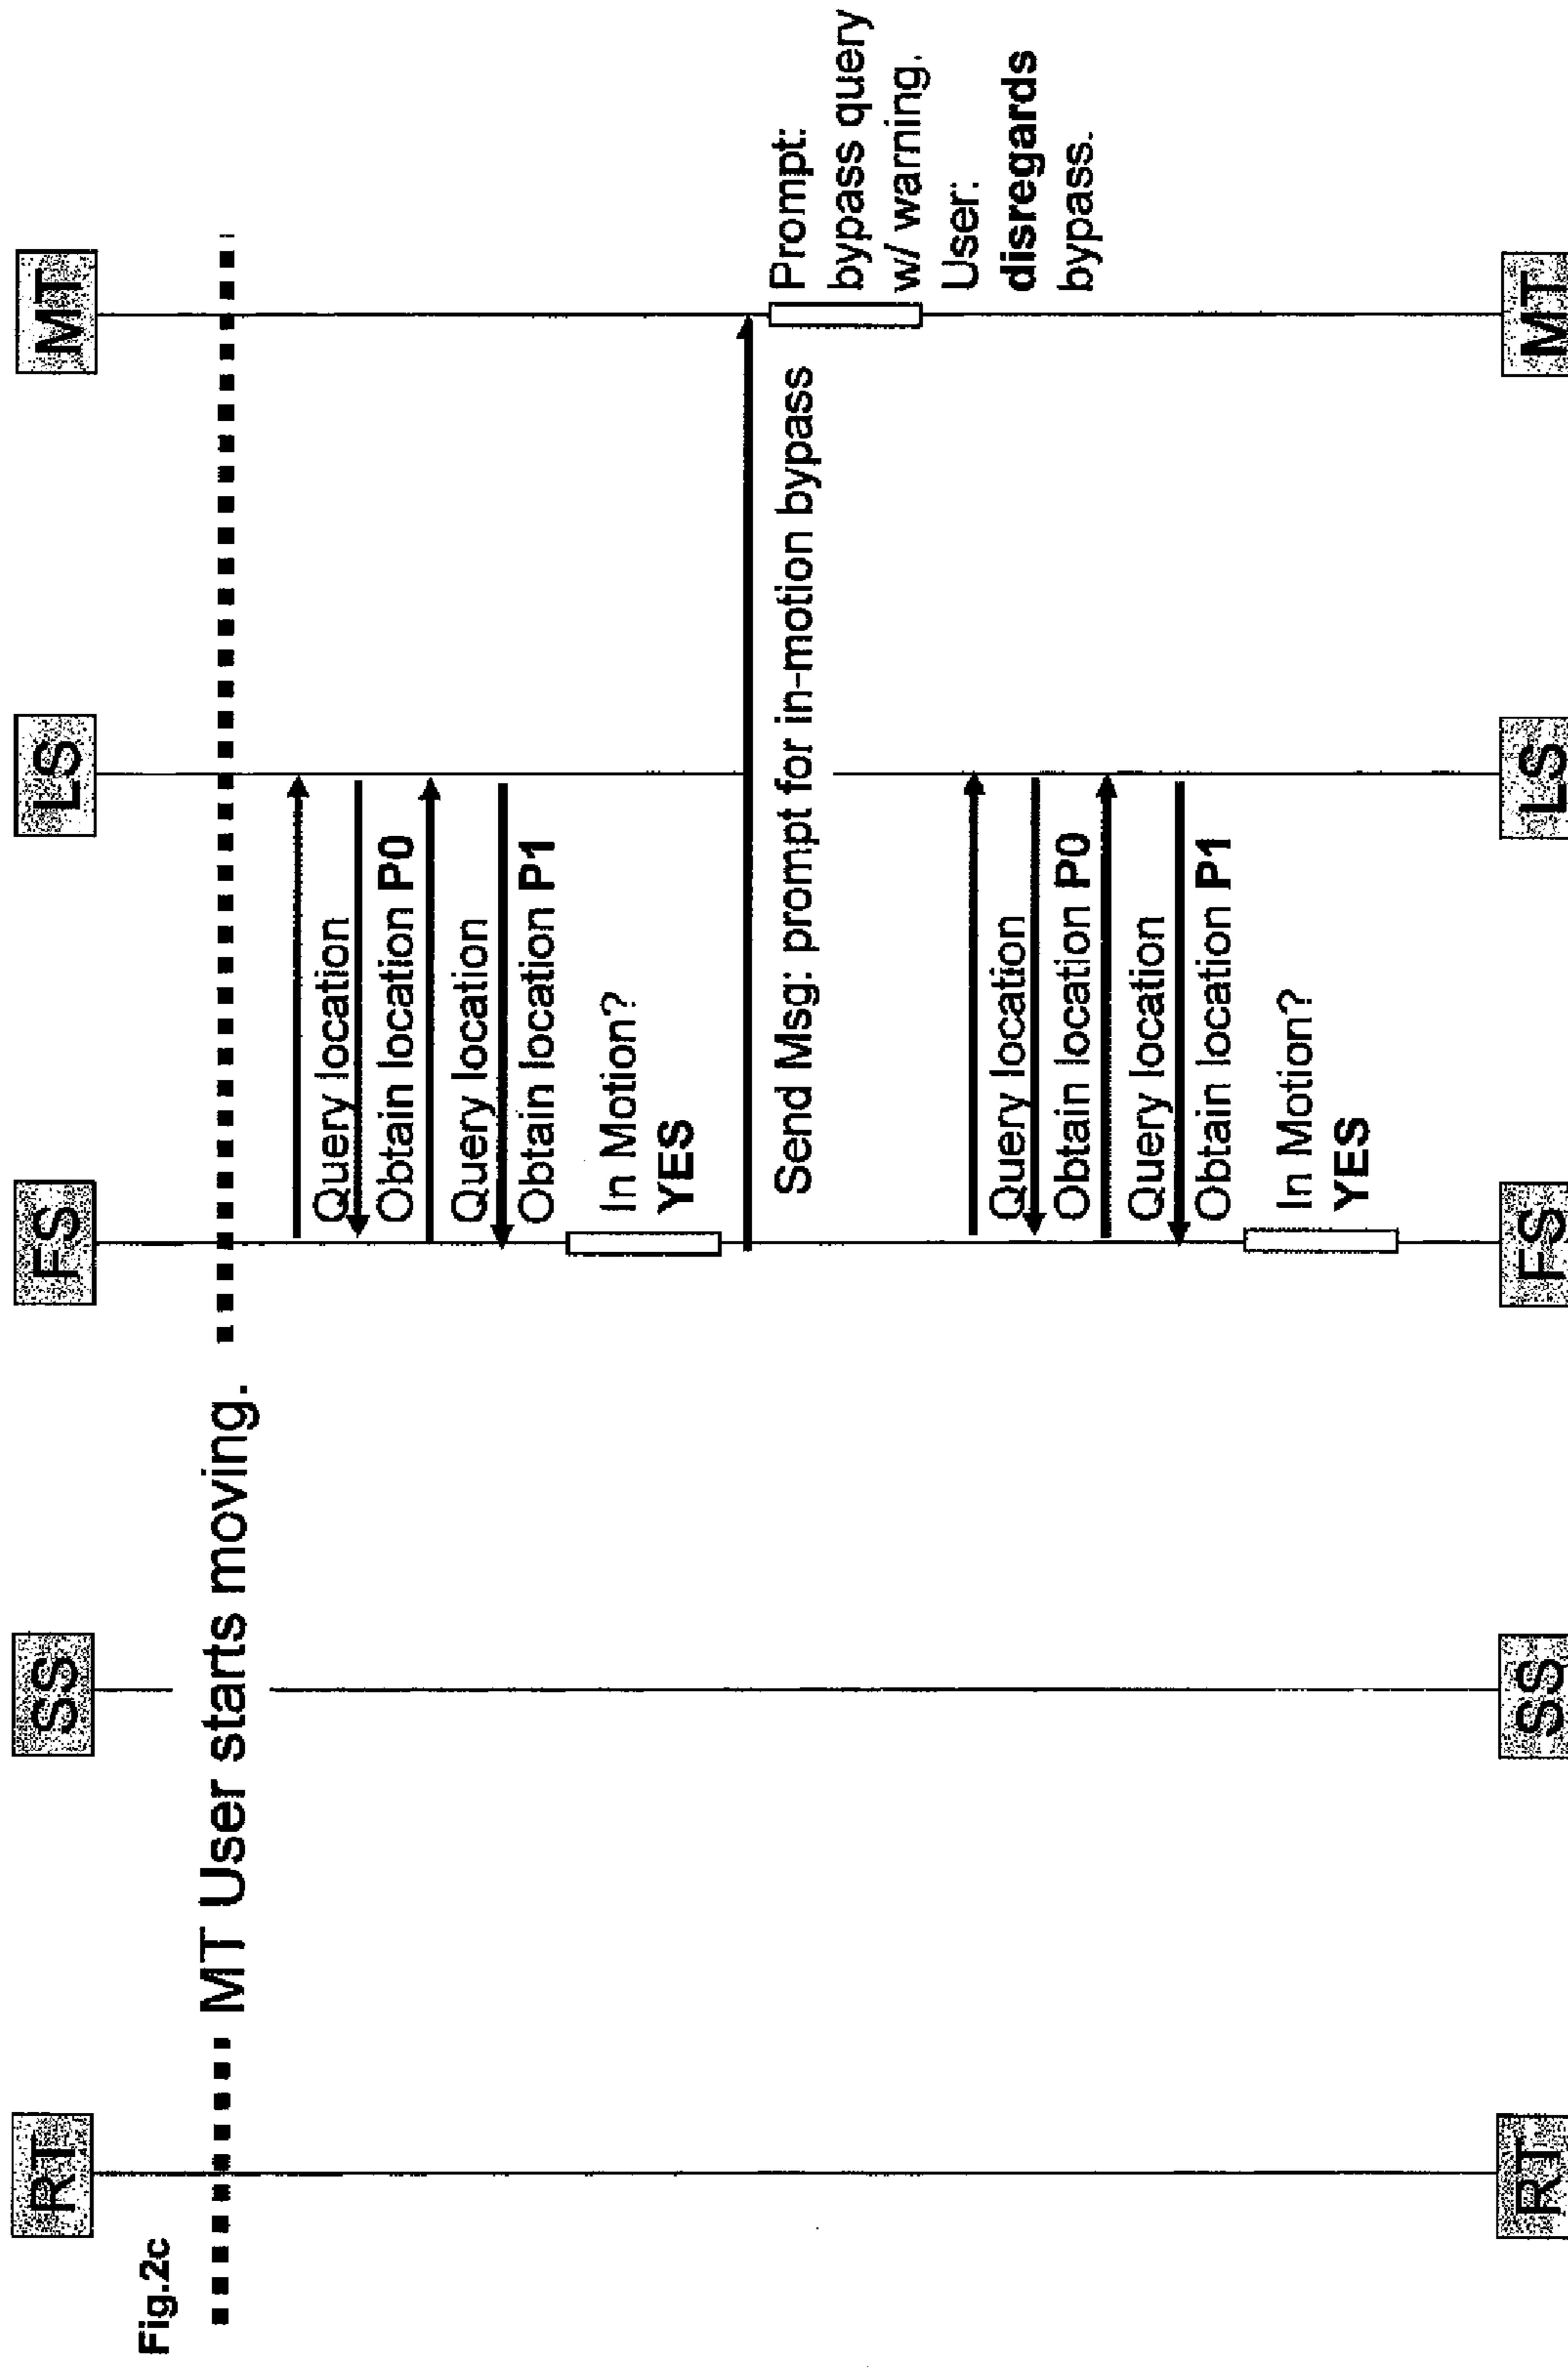 Fig.2c
RT
SS
FS
LS
MT
MT User starts moving.
Query location
Obtain location P0
Query location
Obtain location P1
In Motion?
YES
Send Msg: prompt for in-motion bypass
Prompt:
bypass query
w/ warning.
User:
disregards
bypass.
Query location
Obtain location P0
Query location
Obtain location P1
In Motion?
YES
RT
SS
FS
LS
MT